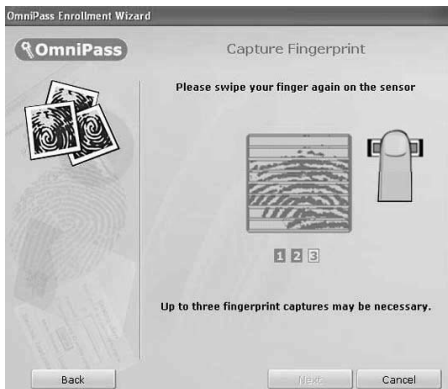 OmniPass Enrollment Wizard
OmniPass
Capture Fingerprint
Please swipe your finger again on the sensor
1 2 3
Up to three fingerprint captures may be necessary.
Back
Next
Cancel